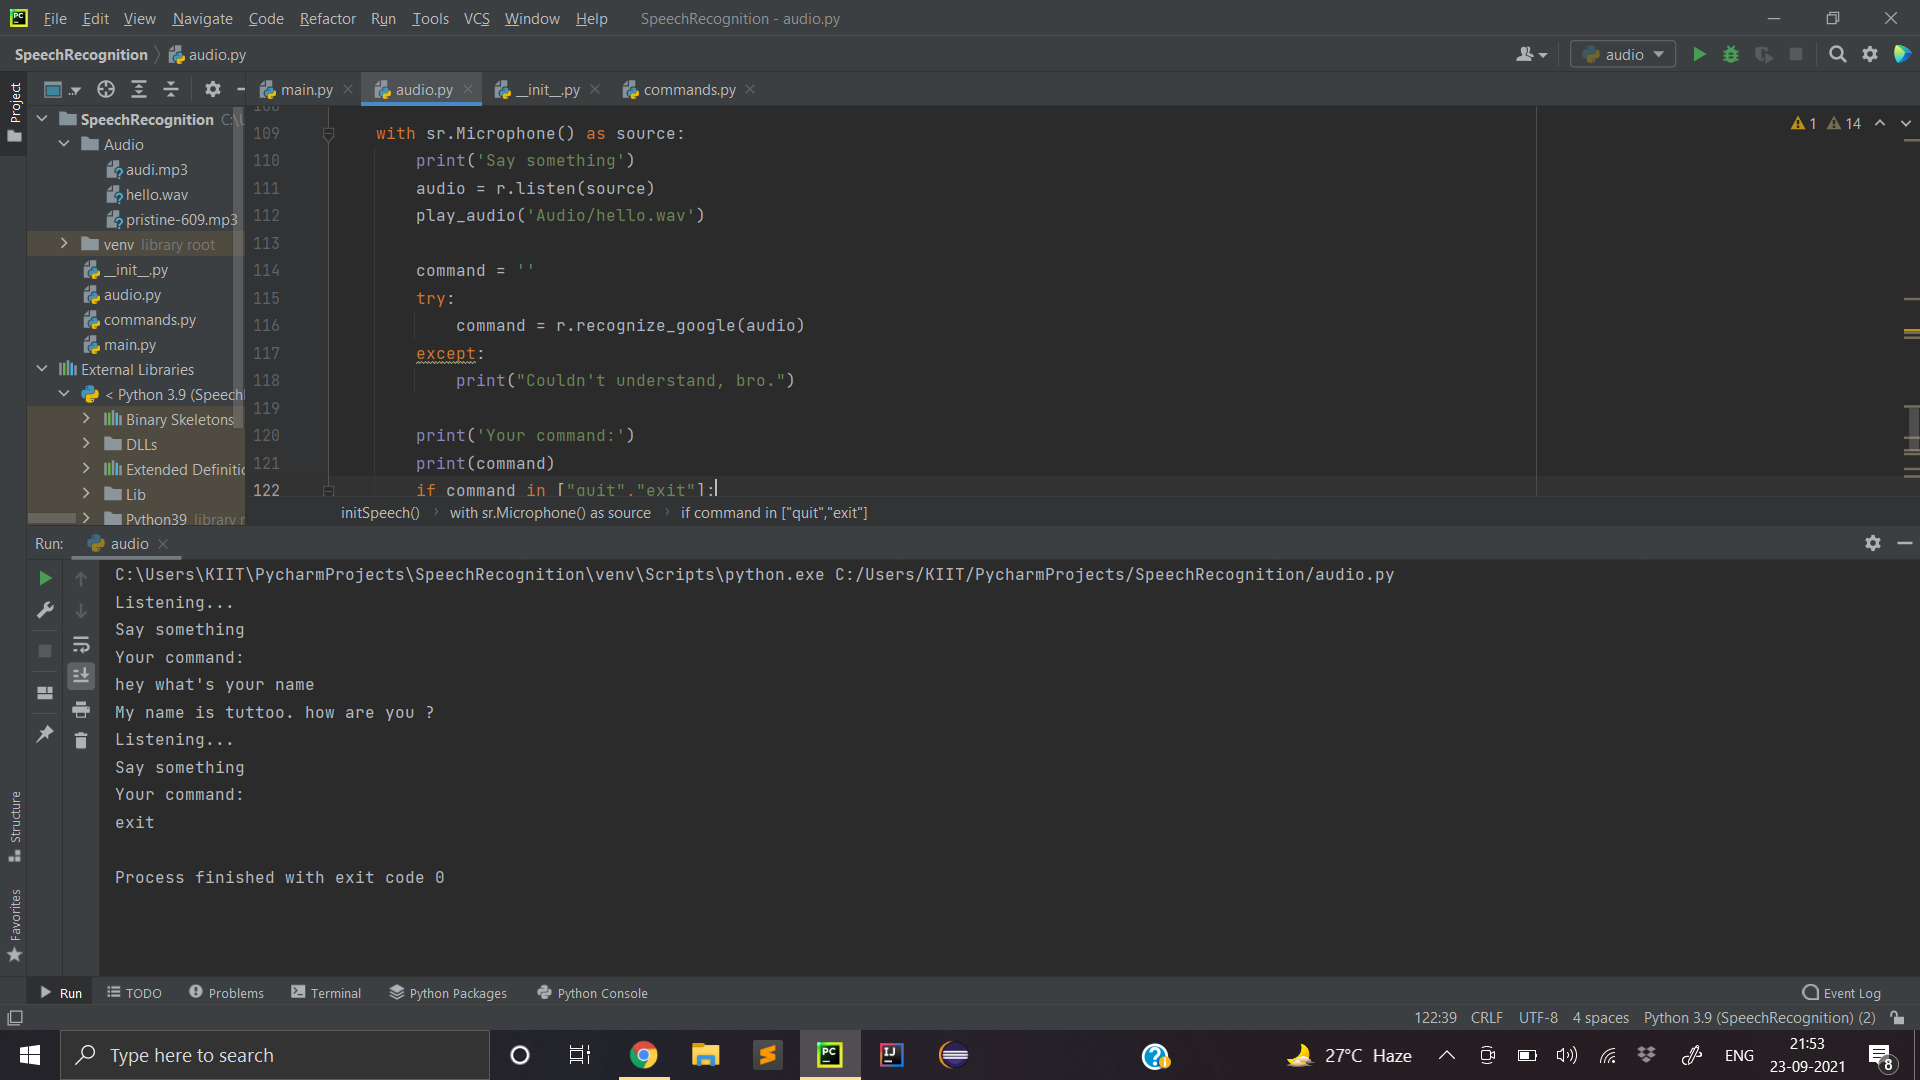 File Edit View Navigate Code Refactor Run Tools VCS Window Help SpeechRecognition - audio.py
SpeechRecognition audio.py audio
main.py audio.py __init__.py commands.py
Project
SpeechRecognition
Audio
audi.mp3
hello.wav
pristine-609.mp3
venv library root
__init__.py
audio.py
commands.py
main.py
External Libraries
< Python 3.9 (Speech
Binary Skeletons
DLLs
Extended Definitic
Lib
Python39 library r
1 14
108
109 with sr.Microphone() as source:
110 print('Say something')
111 audio = r.listen(source)
112 play_audio('Audio/hello.wav')
113
114 command = ''
115 try:
116 command = r.recognize_google(audio)
117 except:
118 print("Couldn't understand, bro.")
119
120 print('Your command:')
121 print(command)
122 if command in ["quit","exit"]:
initSpeech() with sr.Microphone() as source if command in ["quit","exit"]
Run: audio
C:\Users\KIIT\PycharmProjects\SpeechRecognition\venv\Scripts\python.exe C:/Users/KIIT/PycharmProjects/SpeechRecognition/audio.py
Listening...
Say something
Your command:
hey what's your name
My name is tuttoo. how are you ?
Listening...
Say something
Your command:
exit
Process finished with exit code 0
Structure
Favorites
Run TODO Problems Terminal Python Packages Python Console Event Log
122:39 CRLF UTF-8 4 spaces Python 3.9 (SpeechRecognition) (2)
Type here to search
27°C Haze ENG
21:53
23-09-2021
8